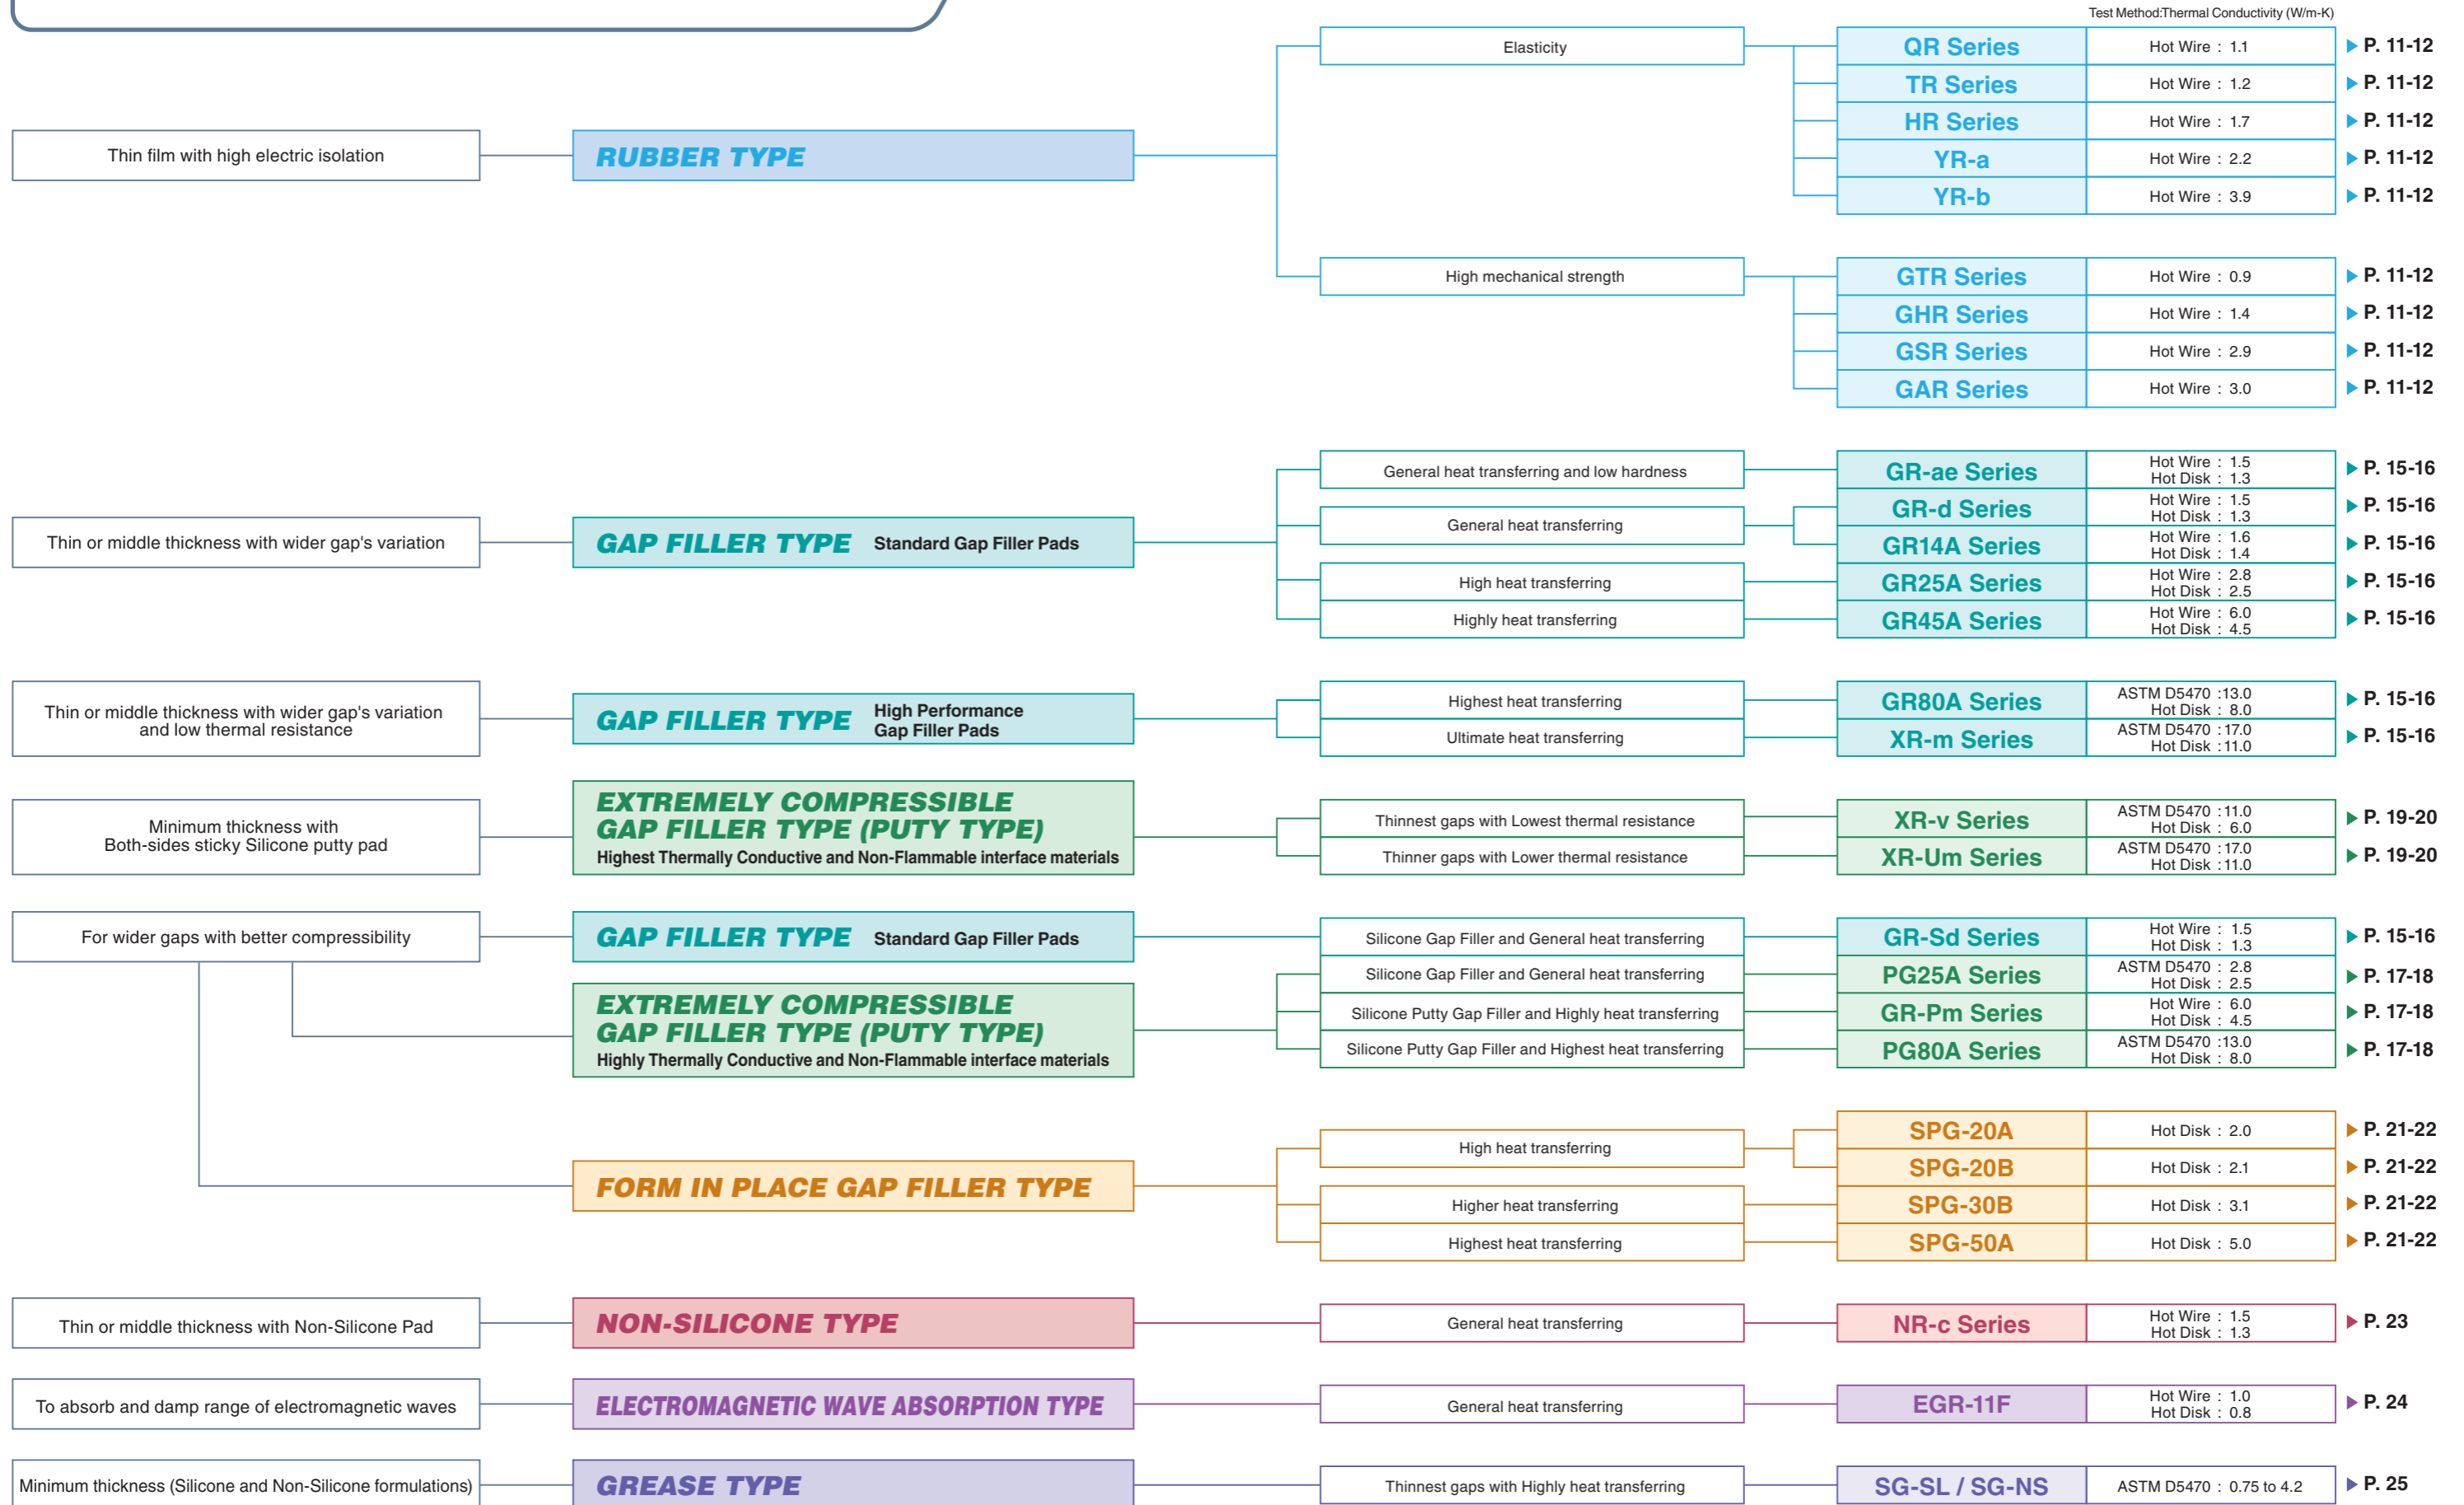 Test Method:Thermal Conductivity (W/m-K)
Thin film with high electric isolation
RUBBER TYPE
Elasticity
QR Series Hot Wire : 1.1 P. 11-12
TR Series Hot Wire : 1.2 P. 11-12
HR Series Hot Wire : 1.7 P. 11-12
YR-a Hot Wire : 2.2 P. 11-12
YR-b Hot Wire : 3.9 P. 11-12
High mechanical strength
GTR Series Hot Wire : 0.9 P. 11-12
GHR Series Hot Wire : 1.4 P. 11-12
GSR Series Hot Wire : 2.9 P. 11-12
GAR Series Hot Wire : 3.0 P. 11-12
Thin or middle thickness with wider gap's variation
GAP FILLER TYPE Standard Gap Filler Pads
General heat transferring and low hardness
GR-ae Series Hot Wire : 1.5
Hot Disk : 1.3 P. 15-16
General heat transferring
GR-d Series Hot Wire : 1.5
Hot Disk : 1.3 P. 15-16
GR14A Series Hot Wire : 1.6
Hot Disk : 1.4 P. 15-16
High heat transferring
GR25A Series Hot Wire : 2.8
Hot Disk : 2.5 P. 15-16
Highly heat transferring
GR45A Series Hot Wire : 6.0
Hot Disk : 4.5 P. 15-16
Thin or middle thickness with wider gap's variation
and low thermal resistance
GAP FILLER TYPE High Performance
Gap Filler Pads
Highest heat transferring
GR80A Series ASTM D5470 :13.0
Hot Disk : 8.0 P. 15-16
Ultimate heat transferring
XR-m Series ASTM D5470 :17.0
Hot Disk :11.0 P. 15-16
Minimum thickness with
Both-sides sticky Silicone putty pad
EXTREMELY COMPRESSIBLE
GAP FILLER TYPE (PUTY TYPE)
Highest Thermally Conductive and Non-Flammable interface materials
Thinnest gaps with Lowest thermal resistance
XR-v Series ASTM D5470 :11.0
Hot Disk : 6.0 P. 19-20
Thinner gaps with Lower thermal resistance
XR-Um Series ASTM D5470 :17.0
Hot Disk :11.0 P. 19-20
For wider gaps with better compressibility
GAP FILLER TYPE Standard Gap Filler Pads
Silicone Gap Filler and General heat transferring
GR-Sd Series Hot Wire : 1.5
Hot Disk : 1.3 P. 15-16
EXTREMELY COMPRESSIBLE
GAP FILLER TYPE (PUTY TYPE)
Highly Thermally Conductive and Non-Flammable interface materials
Silicone Gap Filler and General heat transferring
PG25A Series ASTM D5470 : 2.8
Hot Disk : 2.5 P. 17-18
Silicone Putty Gap Filler and Highly heat transferring
GR-Pm Series Hot Wire : 6.0
Hot Disk : 4.5 P. 17-18
Silicone Putty Gap Filler and Highest heat transferring
PG80A Series ASTM D5470 :13.0
Hot Disk : 8.0 P. 17-18
FORM IN PLACE GAP FILLER TYPE
High heat transferring
SPG-20A Hot Disk : 2.0 P. 21-22
SPG-20B Hot Disk : 2.1 P. 21-22
Higher heat transferring
SPG-30B Hot Disk : 3.1 P. 21-22
Highest heat transferring
SPG-50A Hot Disk : 5.0 P. 21-22
Thin or middle thickness with Non-Silicone Pad
NON-SILICONE TYPE
General heat transferring
NR-c Series Hot Wire : 1.5
Hot Disk : 1.3 P. 23
To absorb and damp range of electromagnetic waves
ELECTROMAGNETIC WAVE ABSORPTION TYPE
General heat transferring
EGR-11F Hot Wire : 1.0
Hot Disk : 0.8 P. 24
Minimum thickness (Silicone and Non-Silicone formulations)
GREASE TYPE
Thinnest gaps with Highly heat transferring
SG-SL / SG-NS ASTM D5470 : 0.75 to 4.2 P. 25